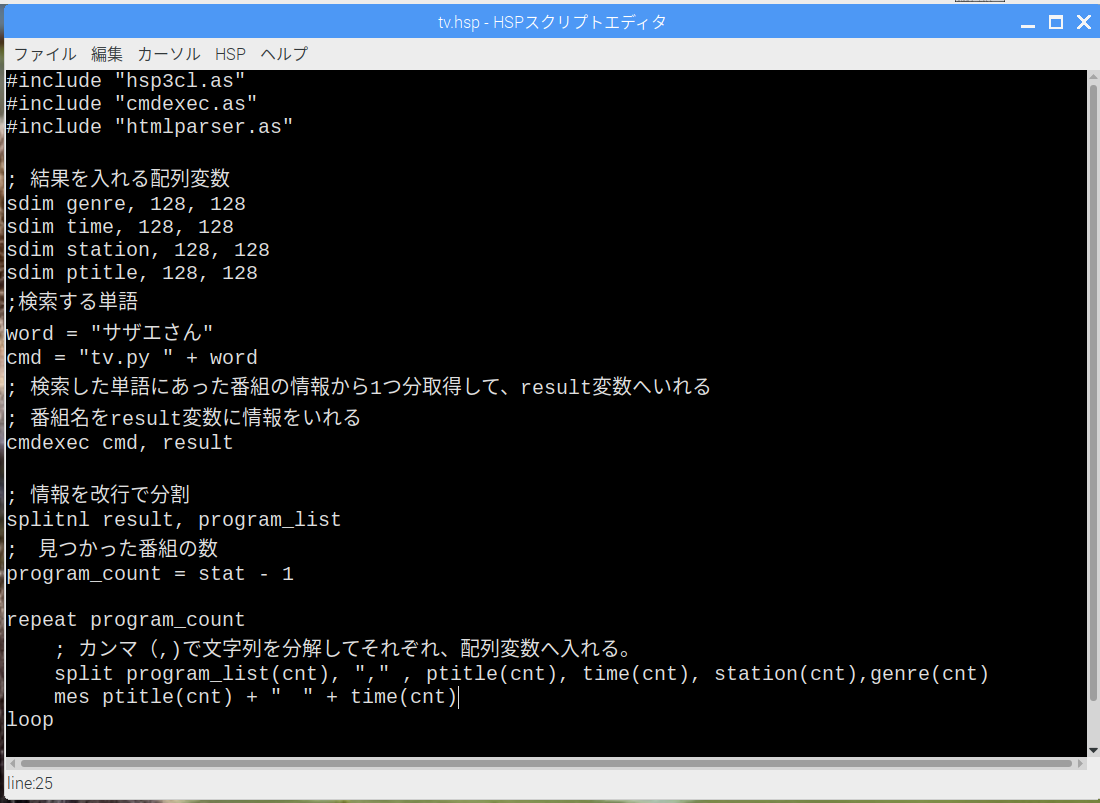 tv.hsp - HSPスクリプトエディタ
ファイル 編集 カーソル HSP ヘルプ
#include "hsp3cl.as"
#include "cmdexec.as"
#include "htmlparser.as"
; 結果を入れる配列変数
sdim genre, 128, 128
sdim time, 128, 128
sdim station, 128, 128
sdim ptitle, 128, 128
;検索する単語
word = "サザエさん"
cmd = "tv.py " + word
; 検索した単語にあった番組の情報から1つ分取得して、result変数へいれる
; 番組名をresult変数に情報をいれる
cmdexec cmd, result
; 情報を改行で分割
splitnl result, program_list
;　見つかった番組の数
program_count = stat - 1
repeat program_count
    ; カンマ（,)で文字列を分解してそれぞれ、配列変数へ入れる。
    split program_list(cnt), "," , ptitle(cnt), time(cnt), station(cnt),genre(cnt)
    mes ptitle(cnt) + "  " + time(cnt)
loop
line:25